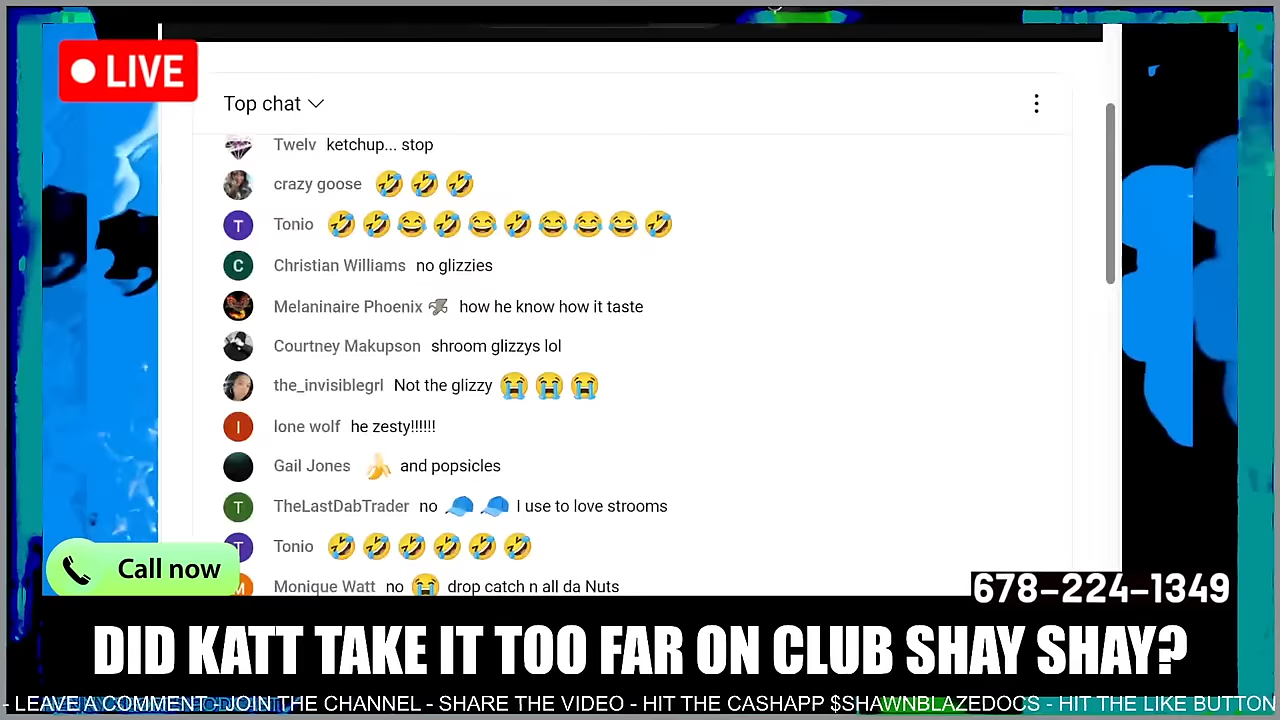 LIVE
Top chat
Twelv ketchup... stop
crazy goose 🤣 🤣 🤣
T Tonio 🤣 🤣 😂 🤣 😂 🤣 😂 😂 😂 🤣
C Christian Williams no glizzies
Melaninaire Phoenix how he know how it taste
Courtney Makupson shroom glizzys lol
the_invisiblegrl Not the glizzy 😭 😭 😭
l lone wolf he zesty!!!!!!
Gail Jones 🍌 and popsicles
T TheLastDabTrader no 🧢 🧢 I use to love strooms
T Tonio 🤣 🤣 🤣 🤣 🤣 🤣
M Monique Watt no 😭 drop catch n all da Nuts
Call now
678-224-1349
DID KATT TAKE IT TOO FAR ON CLUB SHAY SHAY?
- LEAVE A COMMENT - JOIN THE CHANNEL - SHARE THE VIDEO - HIT THE CASHAPP $SHAWNBLAZEDOCS - HIT THE LIKE BUTTON